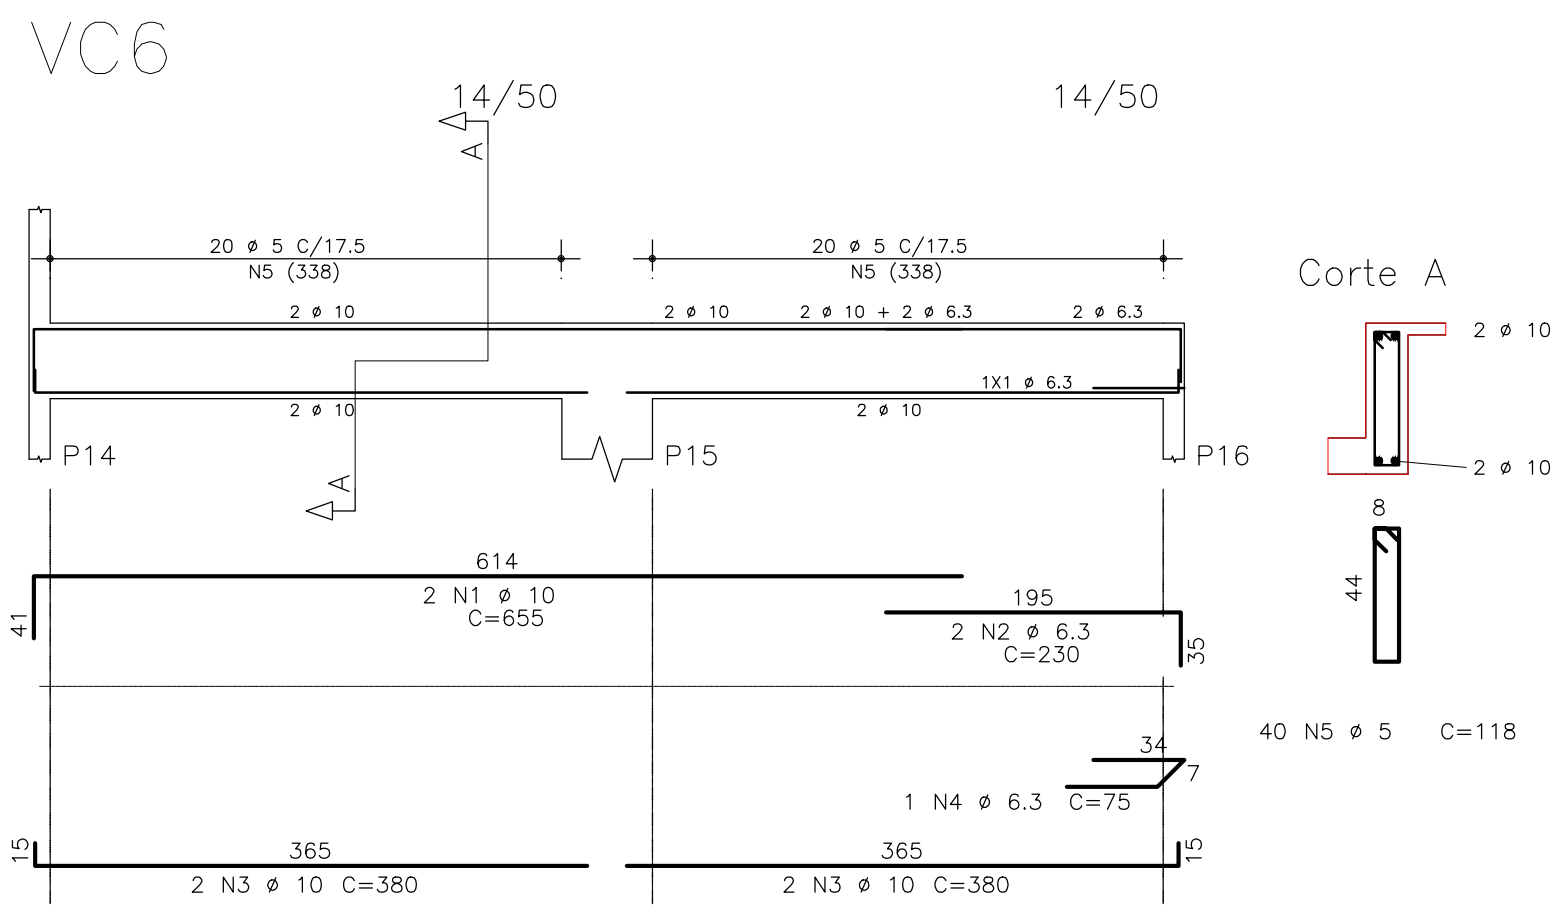 VC6
14/50
14/50
A
20 ø 5 C/17.5
N5 (338)
20 ø 5 C/17.5
N5 (338)
Corte A
2 ø 10
2 ø 10
2 ø 10 + 2 ø 6.3
2 ø 6.3
2 ø 10
1X1 ø 6.3
2 ø 10
2 ø 10
P14
P15
P16
2 ø 10
A
8
44
614
2 N1 ø 10
C=655
41
195
2 N2 ø 6.3
C=230
35
40 N5 ø 5 C=118
34
7
1 N4 ø 6.3 C=75
15
365
2 N3 ø 10 C=380
365
15
2 N3 ø 10 C=380